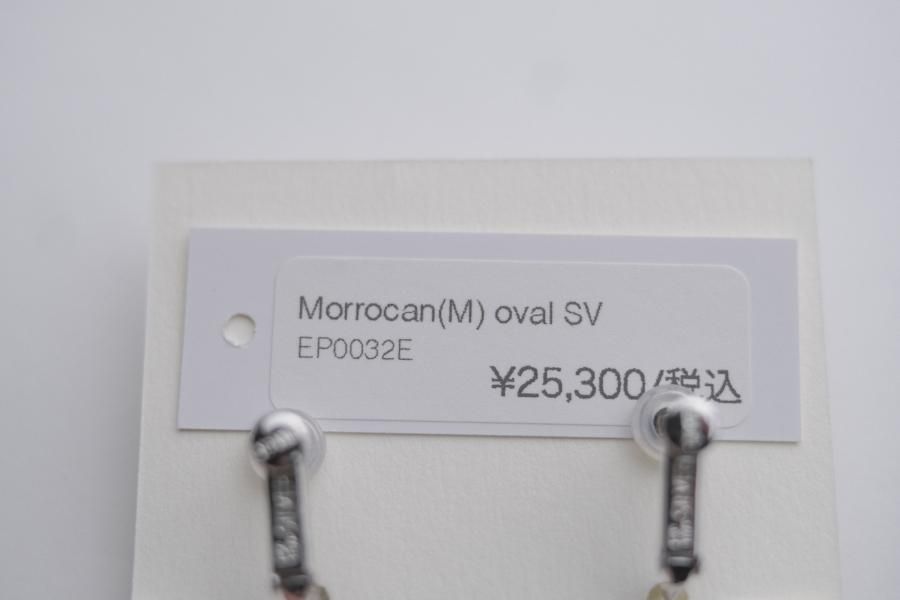 Morrocan(M) oval SV
EP0032E
¥25,300/税込